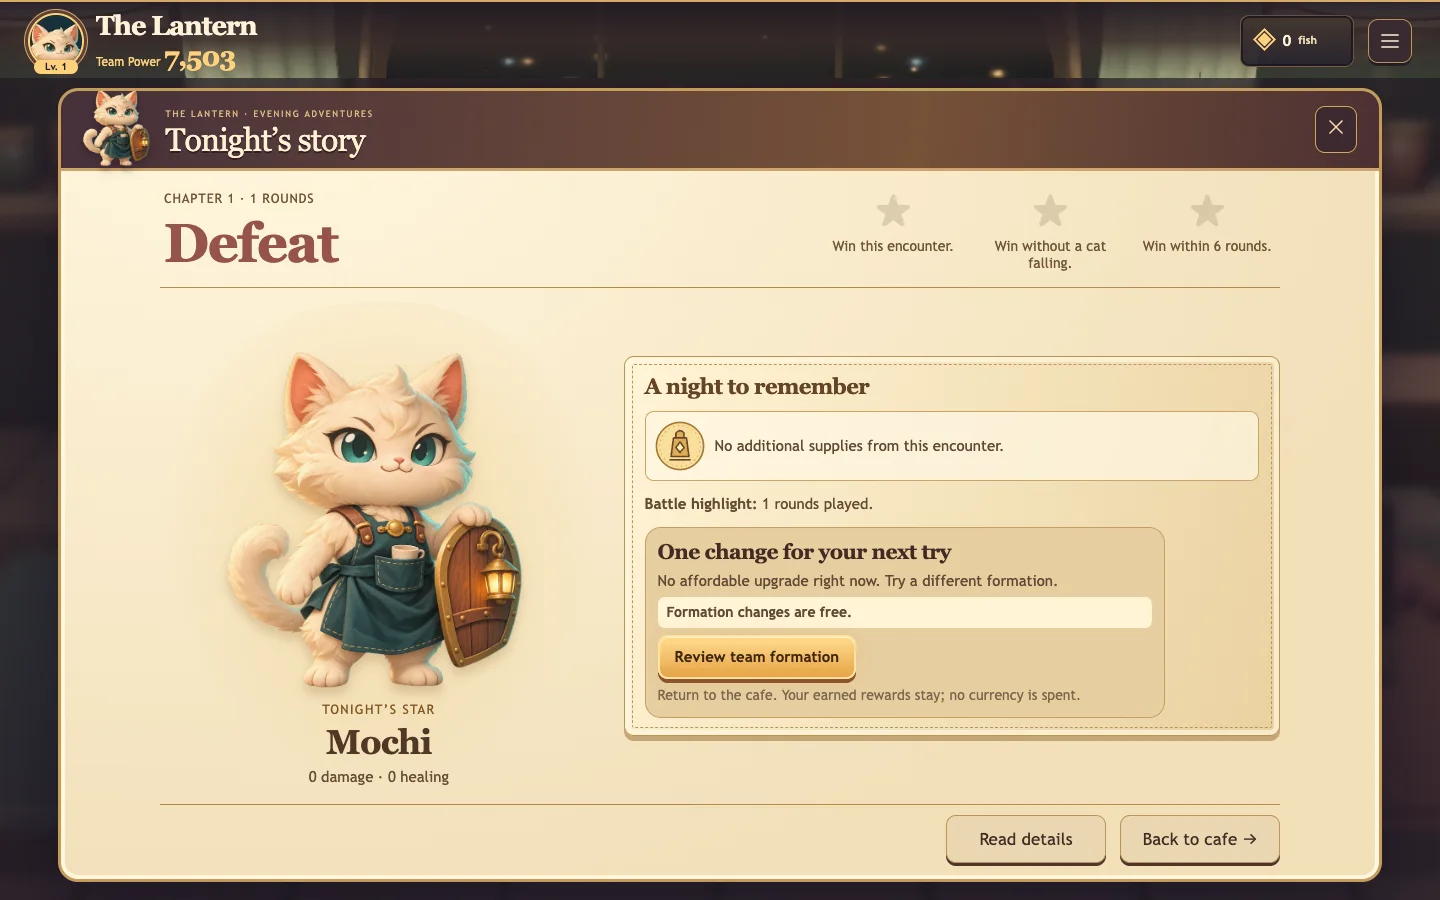 The Lantern
Lv. 1
Team Power 7,503
0 fish
THE LANTERN · EVENING ADVENTURES
Tonight's story
CHAPTER 1 · 1 ROUNDS
Defeat
Win this encounter.
Win without a cat
falling.
Win within 6 rounds.
TONIGHT'S STAR
Mochi
0 damage · 0 healing
A night to remember
No additional supplies from this encounter.
Battle highlight: 1 rounds played.
One change for your next try
No affordable upgrade right now. Try a different formation.
Formation changes are free.
Review team formation
Return to the cafe. Your earned rewards stay; no currency is spent.
Read details
Back to cafe →